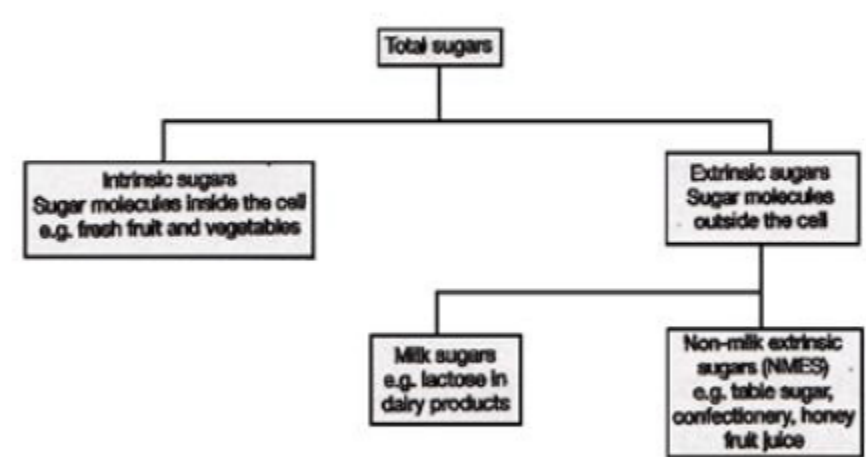 Total sugars
Intrinsic sugars
Sugar molecules inside the cell
e.g. fresh fruit and vegetables
Extrinsic sugars
Sugar molecules
outside the cell
Milk sugars
e.g. lactose in
dairy products
Non-milk extrinsic
sugars (NMES)
e.g. table sugar,
confectionery, honey
fruit juice